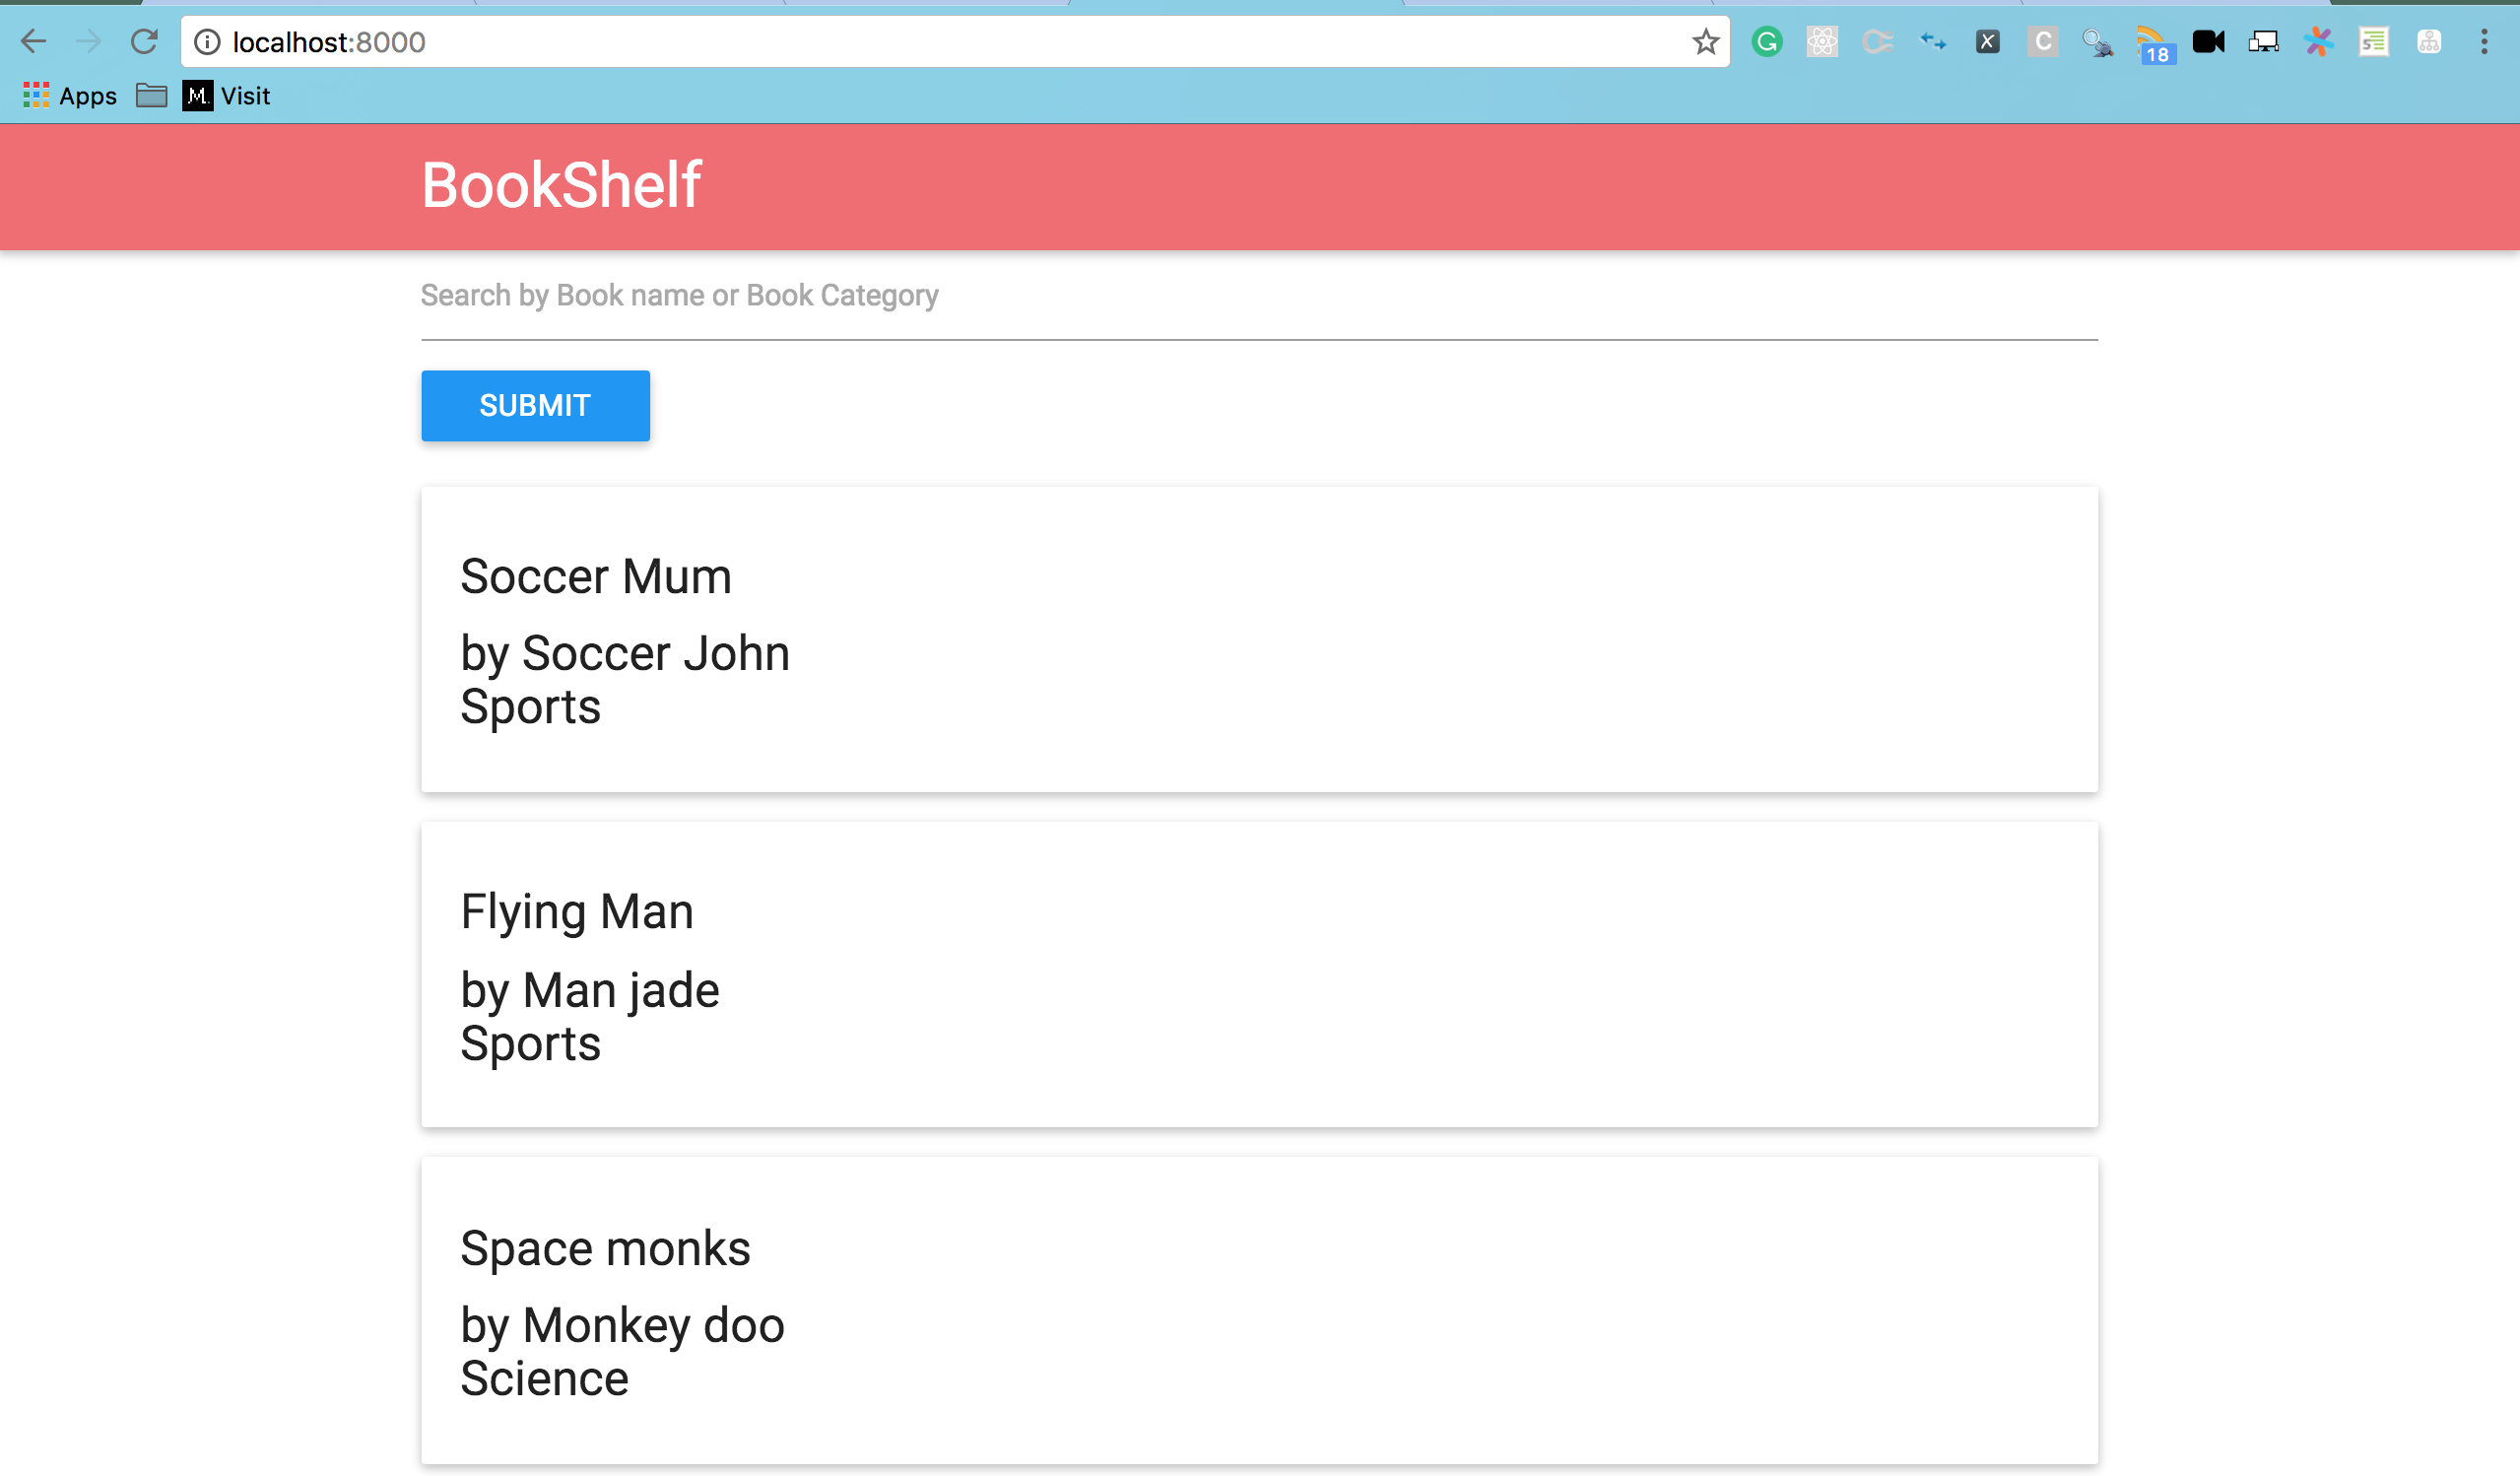 localhost:8000
18
Apps
M. Visit
BookShelf
Search by Book name or Book Category
SUBMIT
Soccer Mum
by Soccer John
Sports
Flying Man
by Man jade
Sports
Space monks
by Monkey doo
Science